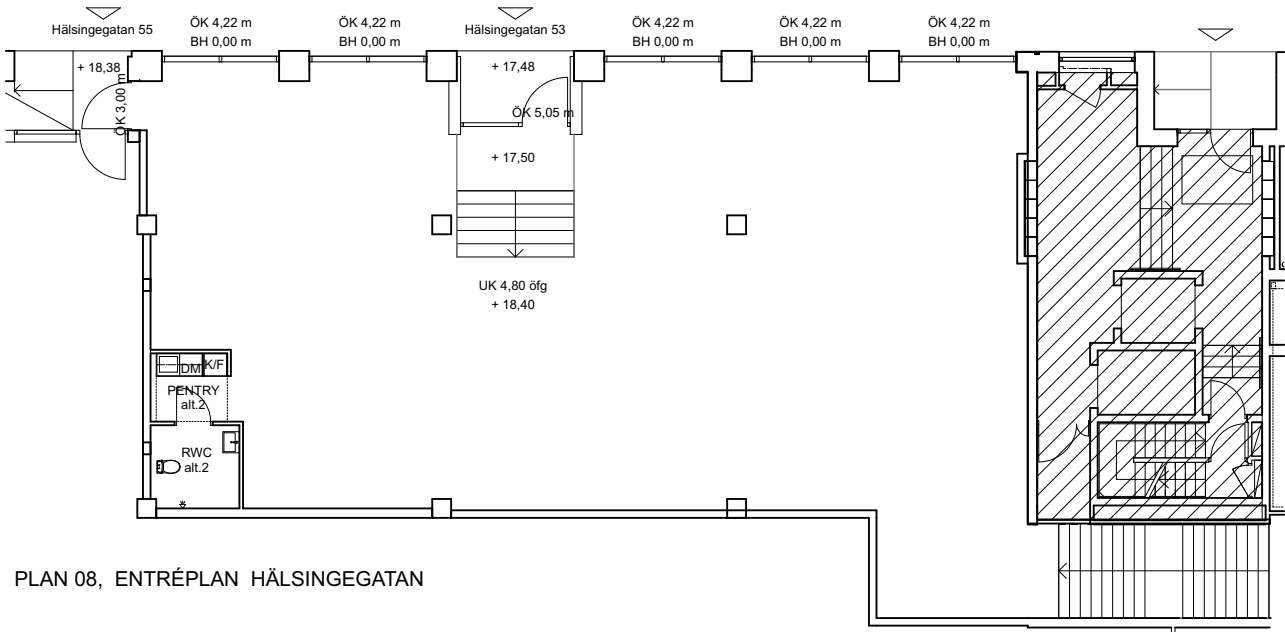 Hälsingegatan 55
ÖK 4,22 m
BH 0,00 m
ÖK 4,22 m
BH 0,00 m
Hälsingegatan 53
ÖK 4,22 m
BH 0,00 m
ÖK 4,22 m
BH 0,00 m
ÖK 4,22 m
BH 0,00 m
+ 18,38
ÖK 3,00 m
+ 17,48
ÖK 5,05 m
+ 17,50
UK 4,80 öfg
+ 18,40
DM
K/F
PENTRY
alt.2
RWC
alt.2
PLAN 08, ENTRÉPLAN HÄLSINGEGATAN